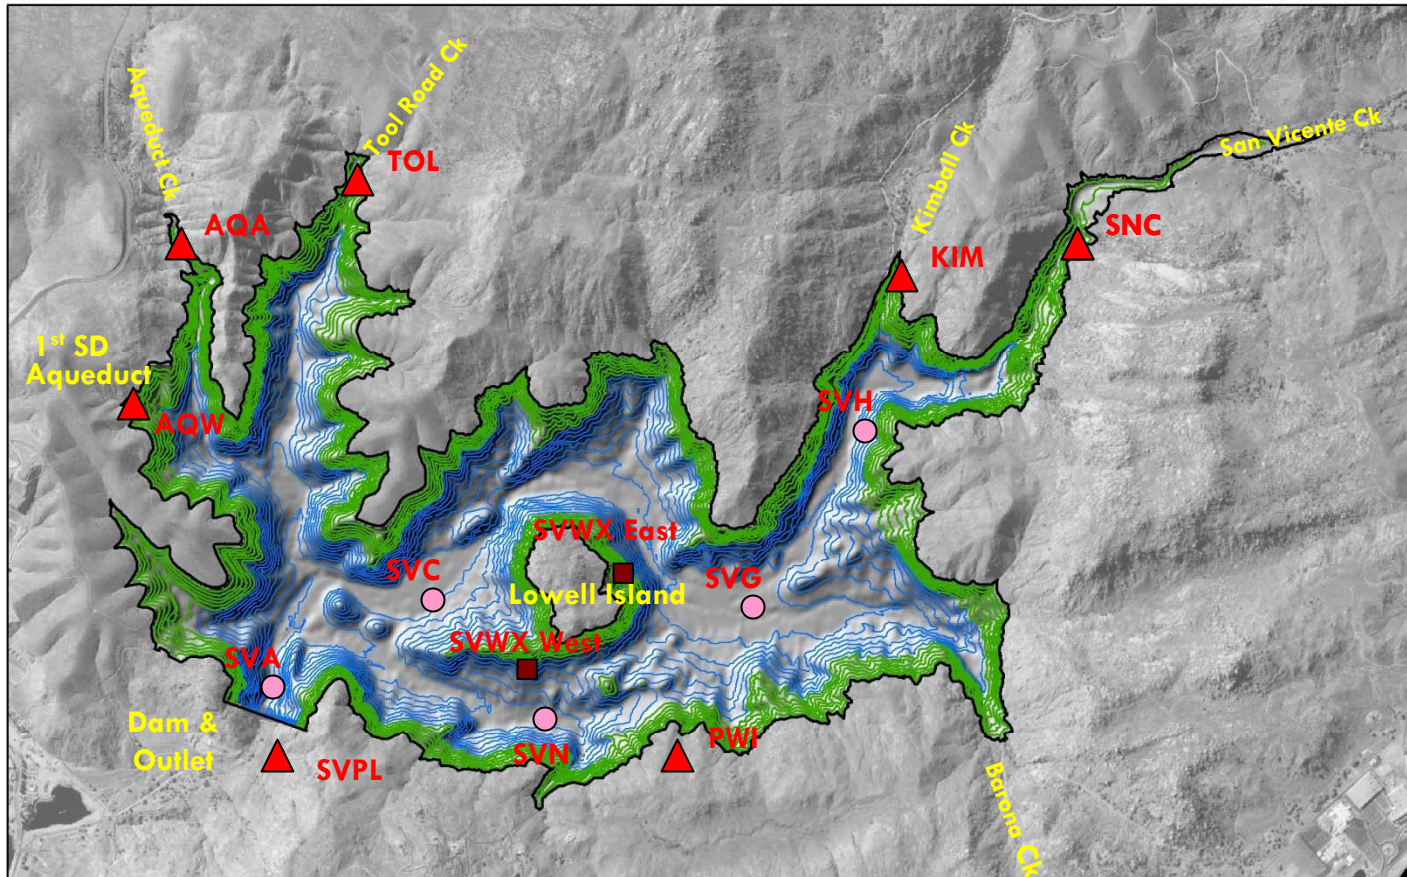 Aqueduct Ck
Tool Road Ck
TOL
Kimball Ck
San Vicente Ck
AQA
SNC
KIM
1st SD
Aqueduct
AQW
SVH
SVWX East
SVC
SVG
Lowell Island
SVWX West
SVA
Dam &
Outlet
SVN
PWI
SVPL
Barona Ck